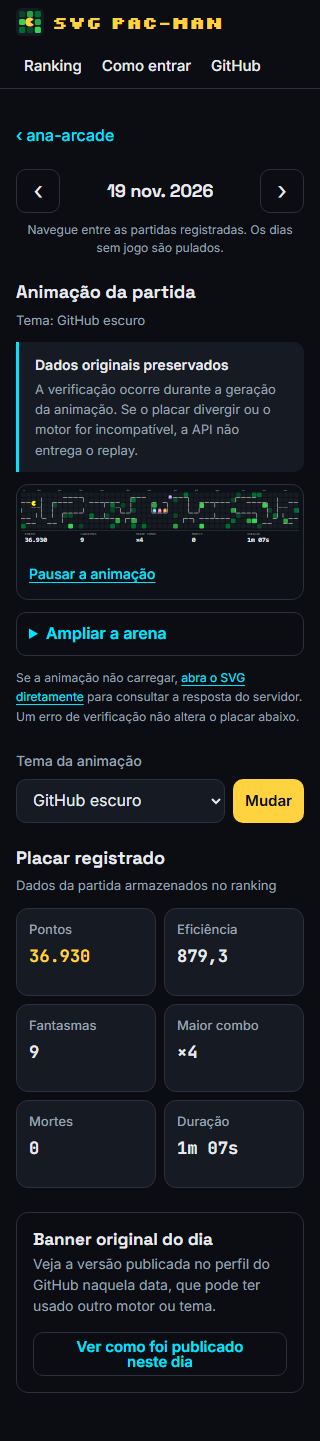 SVG PAC-MAN
Ranking Como entrar GitHub
‹ ana-arcade
‹ 19 nov. 2026 ›
Navegue entre as partidas registradas. Os dias
sem jogo são pulados.
Animação da partida
Tema: GitHub escuro
Dados originais preservados
A verificação ocorre durante a geração
da animação. Se o placar divergir ou o
motor for incompatível, a API não
entrega o replay.
36.930 9 ×4 0 1m 07s
Pausar a animação
Ampliar a arena
Se a animação não carregar, abra o SVG
diretamente para consultar a resposta do servidor.
Um erro de verificação não altera o placar abaixo.
Tema da animação
GitHub escuro Mudar
Placar registrado
Dados da partida armazenados no ranking
Pontos Eficiência
36.930 879,3
Fantasmas Maior combo
9 ×4
Mortes Duração
0 1m 07s
Banner original do dia
Veja a versão publicada no perfil do
GitHub naquela data, que pode ter
usado outro motor ou tema.
Ver como foi publicado
neste dia